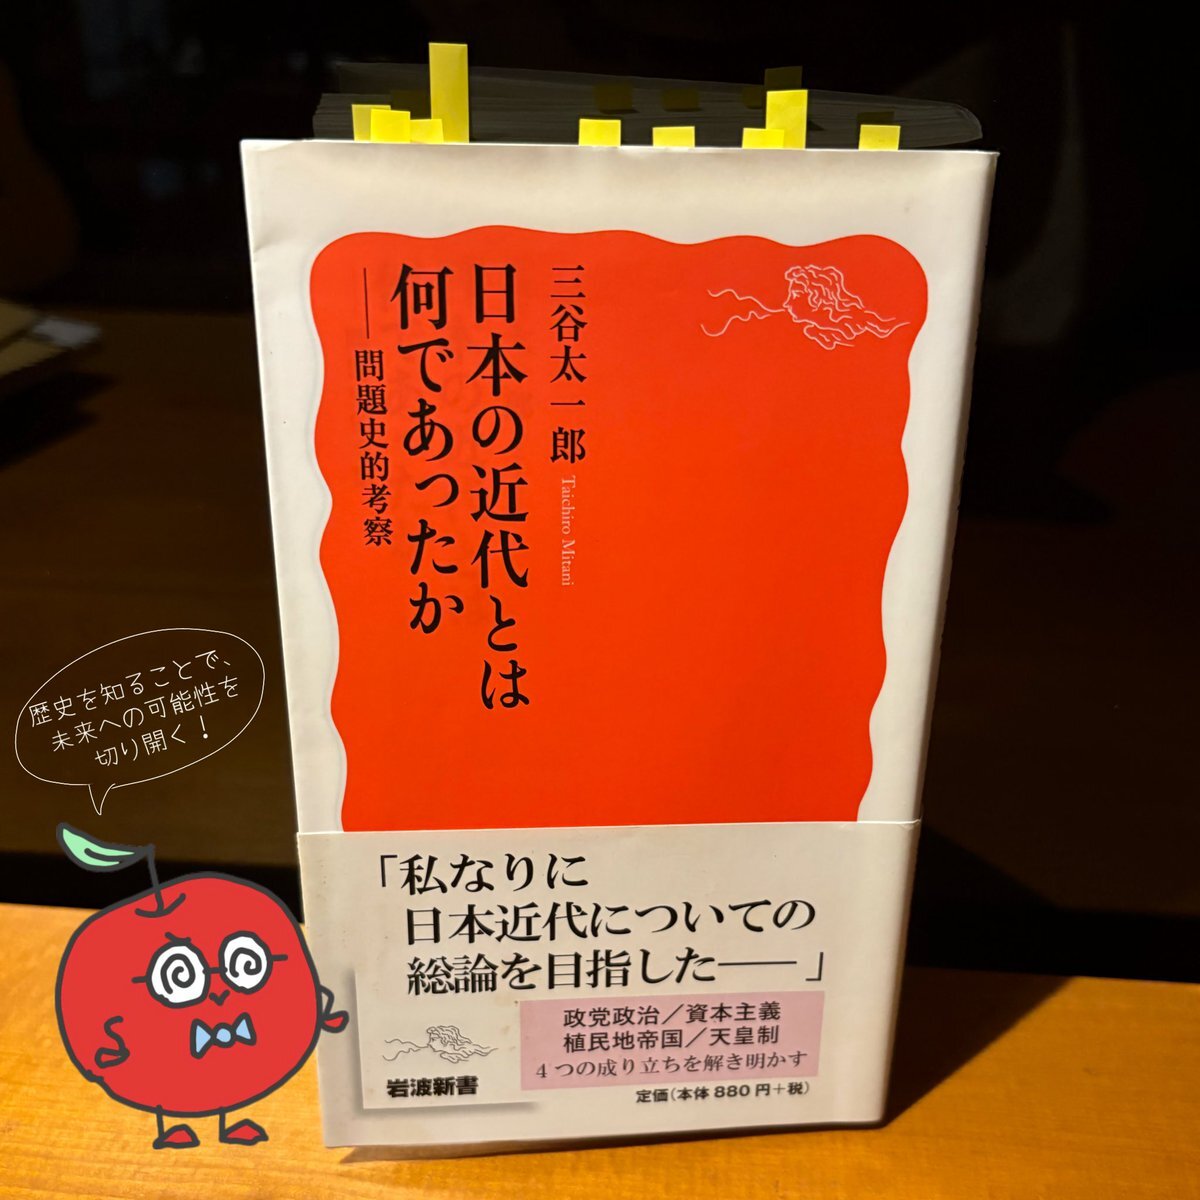 三谷太一郎
Taichiro Mitani
日本の近代とは
何であったか
――問題史的考察
歴史を知ることで、
未来への可能性を
切り開く!
「私なりに
日本近代についての
総論を目指した――」
政党政治／資本主義
植民地帝国／天皇制
4つの成り立ちを解き明かす
岩波新書
定価(本体880円+税)